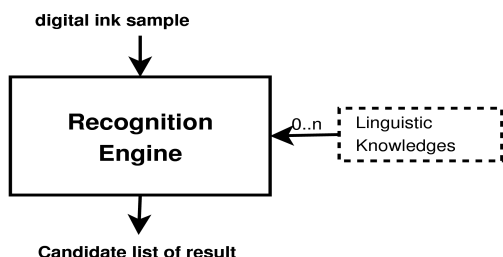 digital ink sample
Recognition
Engine
0..n
Linguistic
Knowledges
Candidate list of result